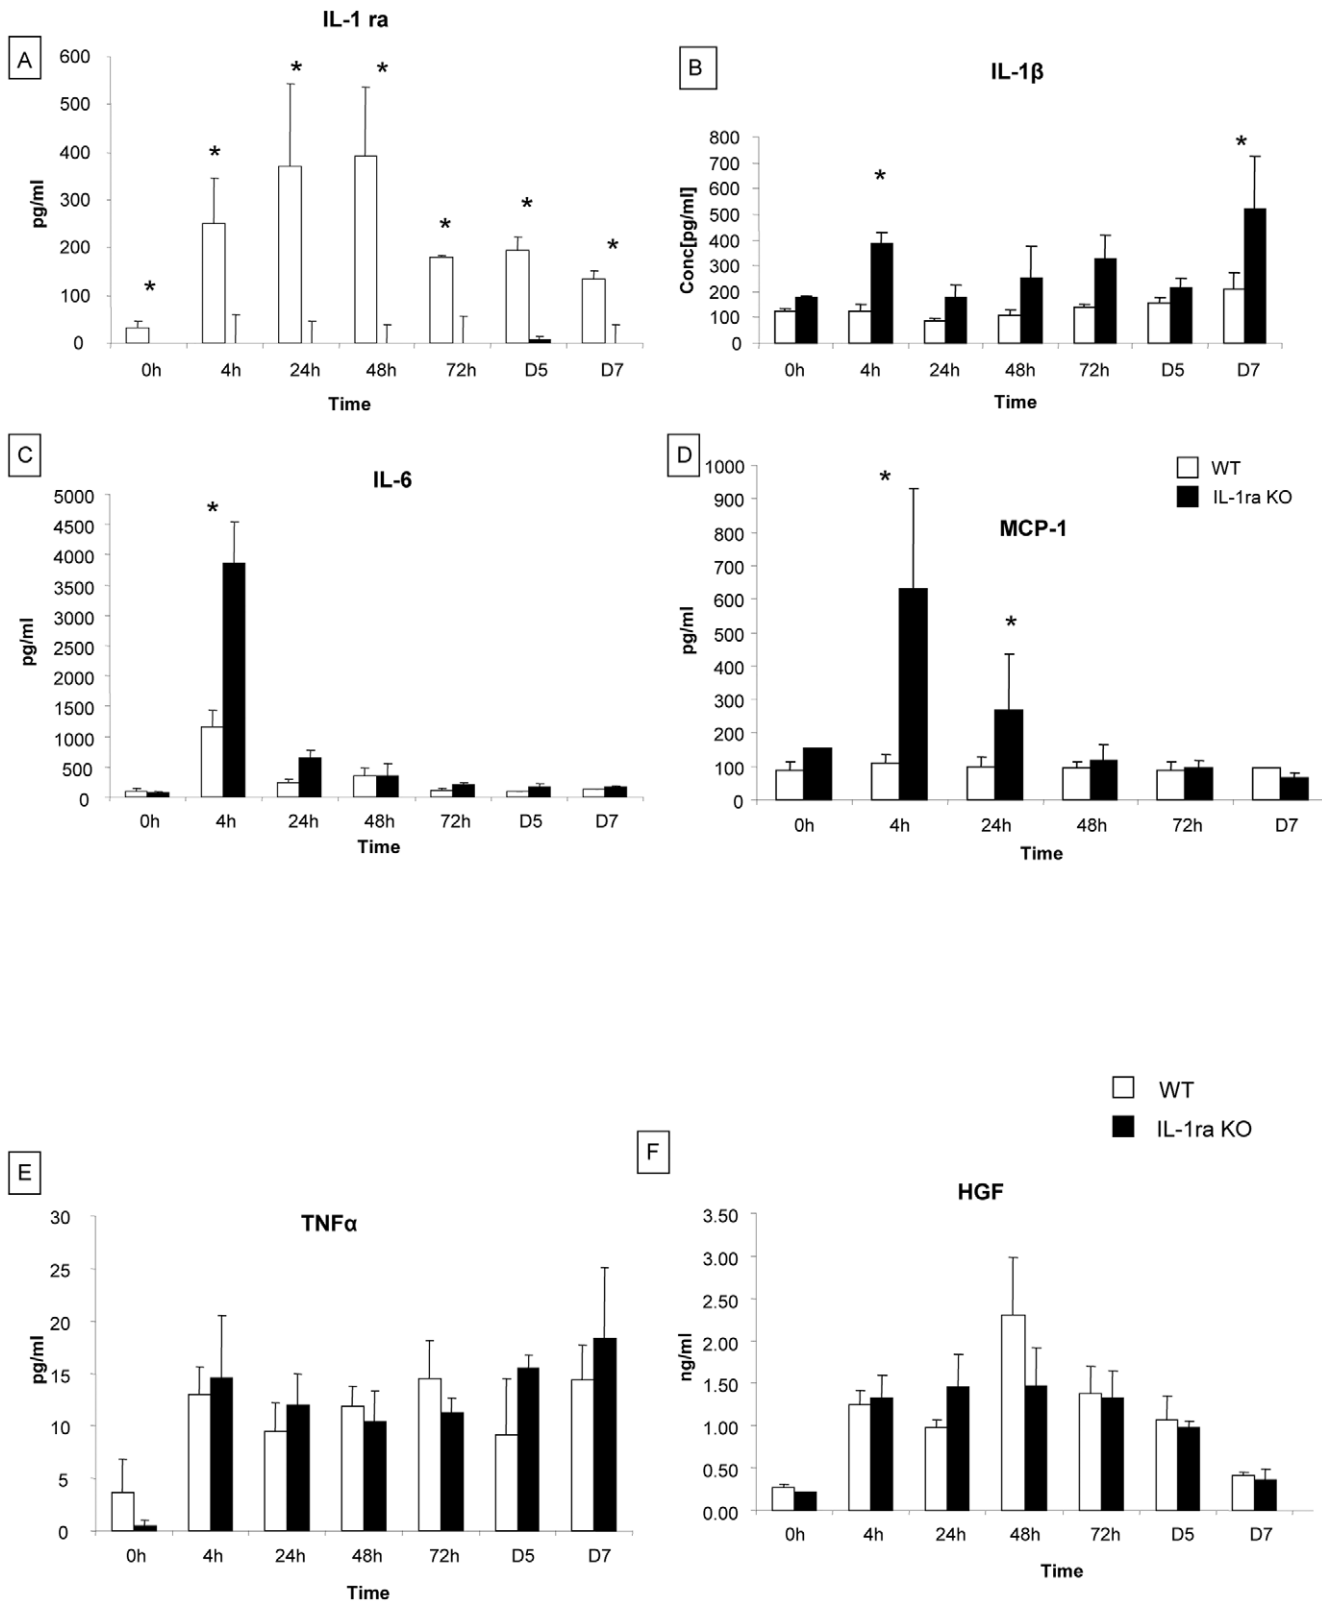 A
IL-1 ra
600
500
400
300
200
100
0
pg/ml
* * * * * * *
0h 4h 24h 48h 72h D5 D7
Time
B
IL-1β
800
700
600
500
400
300
200
100
0
Conc[pg/ml]
* *
0h 4h 24h 48h 72h D5 D7
Time
C
IL-6
5000
4500
4000
3500
3000
2500
2000
1500
1000
500
0
pg/ml
*
0h 4h 24h 48h 72h D5 D7
Time
D
WT
IL-1ra KO
MCP-1
1000
900
800
700
600
500
400
300
200
100
0
pg/ml
* *
0h 4h 24h 48h 72h D7
Time
WT
IL-1ra KO
E
TNFα
30
25
20
15
10
5
0
pg/ml
0h 4h 24h 48h 72h D5 D7
Time
F
HGF
3.50
3.00
2.50
2.00
1.50
1.00
0.50
0.00
ng/ml
0h 4h 24h 48h 72h D5 D7
Time